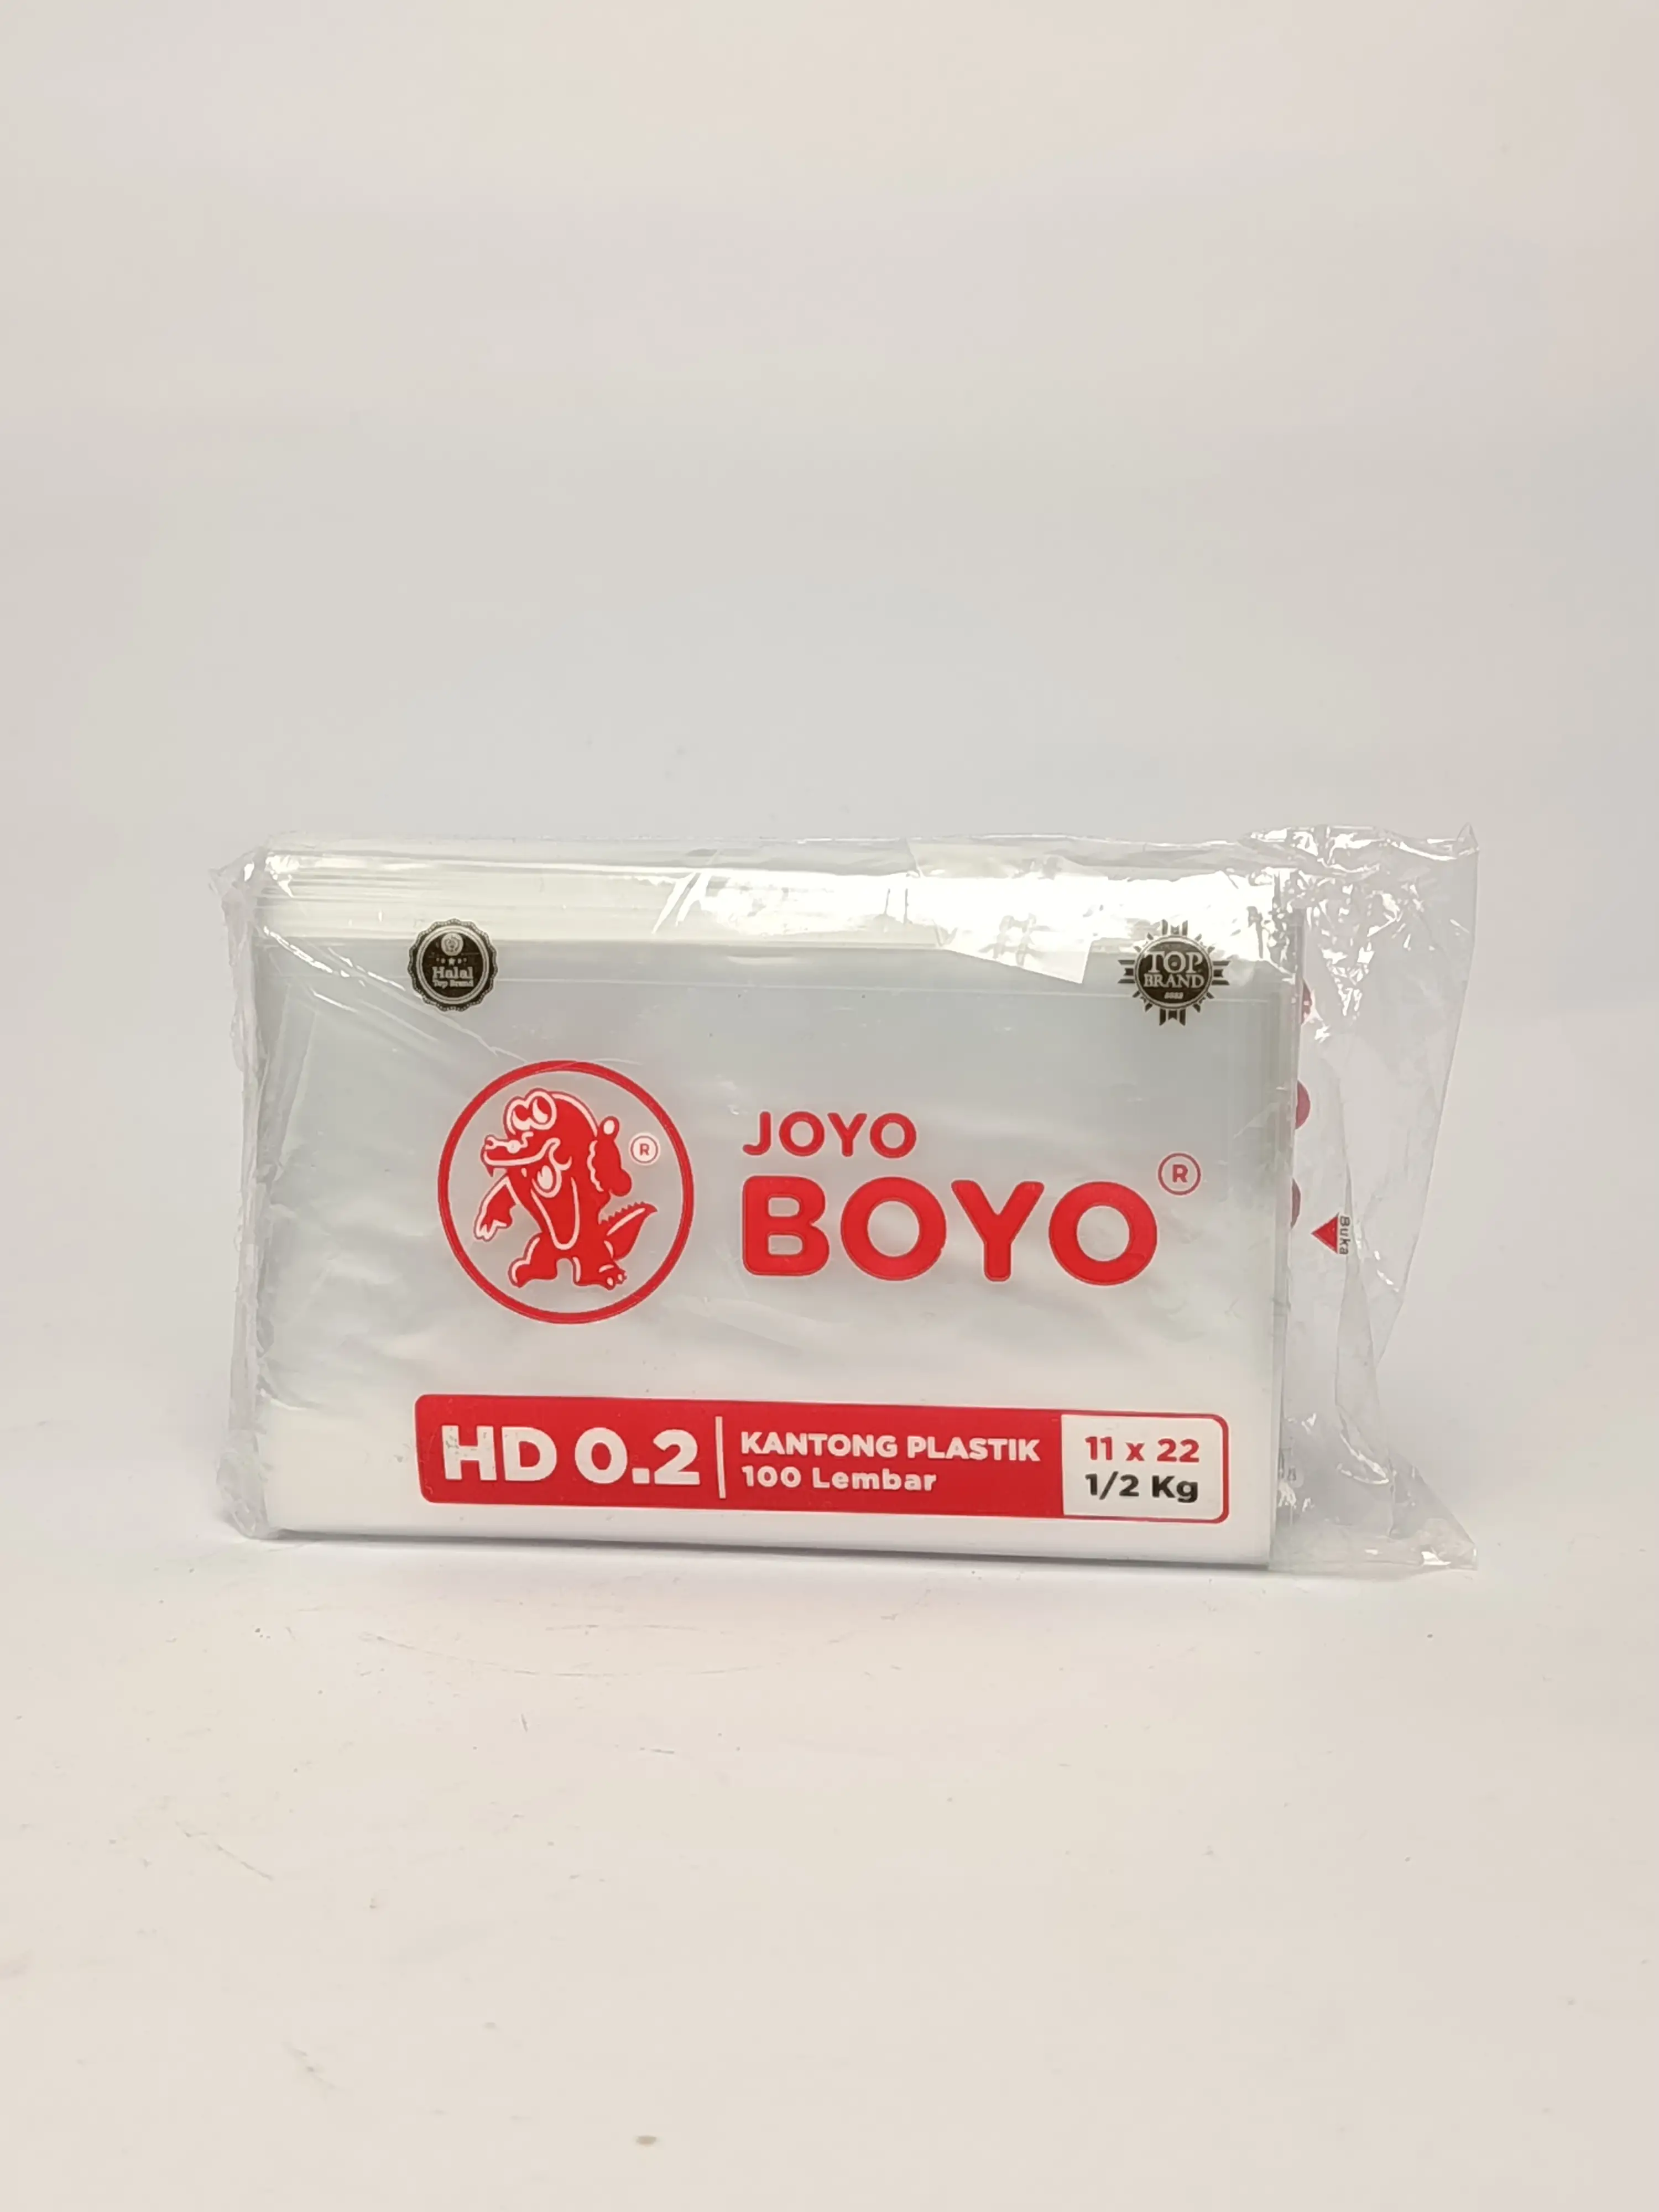 Halal
Top Brand
TOP
BRAND
®
JOYO
BOYO ®
Buka
HD 0.2
KANTONG PLASTIK
100 Lembar
11 x 22
1/2 Kg